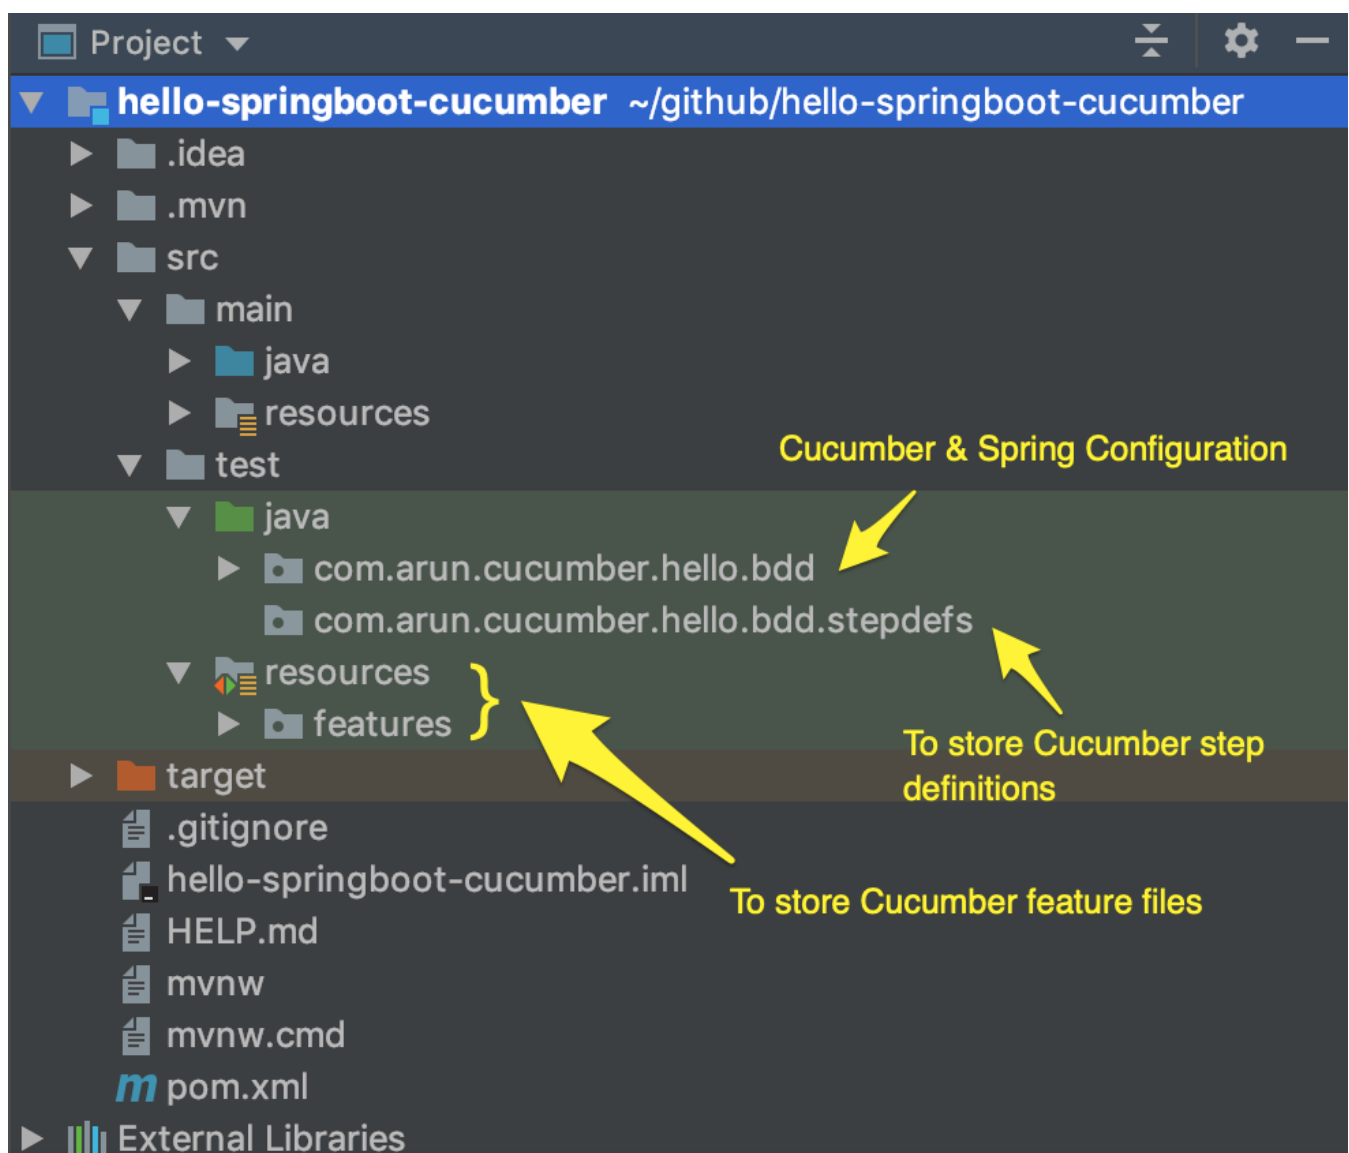 Project
hello-springboot-cucumber ~/github/hello-springboot-cucumber
.idea
.mvn
src
main
java
resources
Cucumber & Spring Configuration
test
java
com.arun.cucumber.hello.bdd
com.arun.cucumber.hello.bdd.stepdefs
resources
features
To store Cucumber step
definitions
target
.gitignore
hello-springboot-cucumber.iml
To store Cucumber feature files
HELP.md
mvnw
mvnw.cmd
m pom.xml
External Libraries